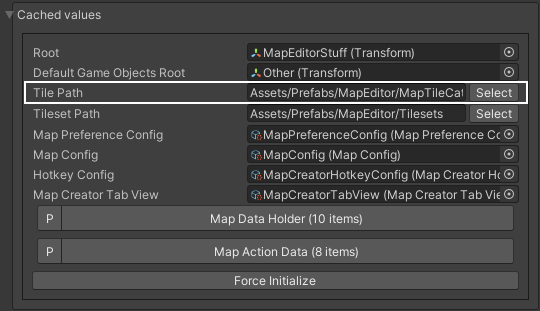 Cached values
Root MapEditorStuff (Transform)
Default Game Objects Root Other (Transform)
Tile Path Assets/Prefabs/MapEditor/MapTileCat Select
Tileset Path Assets/Prefabs/MapEditor/Tilesets Select
Map Preference Config MapPreferenceConfig (Map Preference Co
Map Config MapConfig (Map Config)
Hotkey Config MapCreatorHotkeyConfig (Map Creator Ho
Map Creator Tab View MapCreatorTabView (Map Creator Tab Vie
P Map Data Holder (10 items)
P Map Action Data (8 items)
Force Initialize